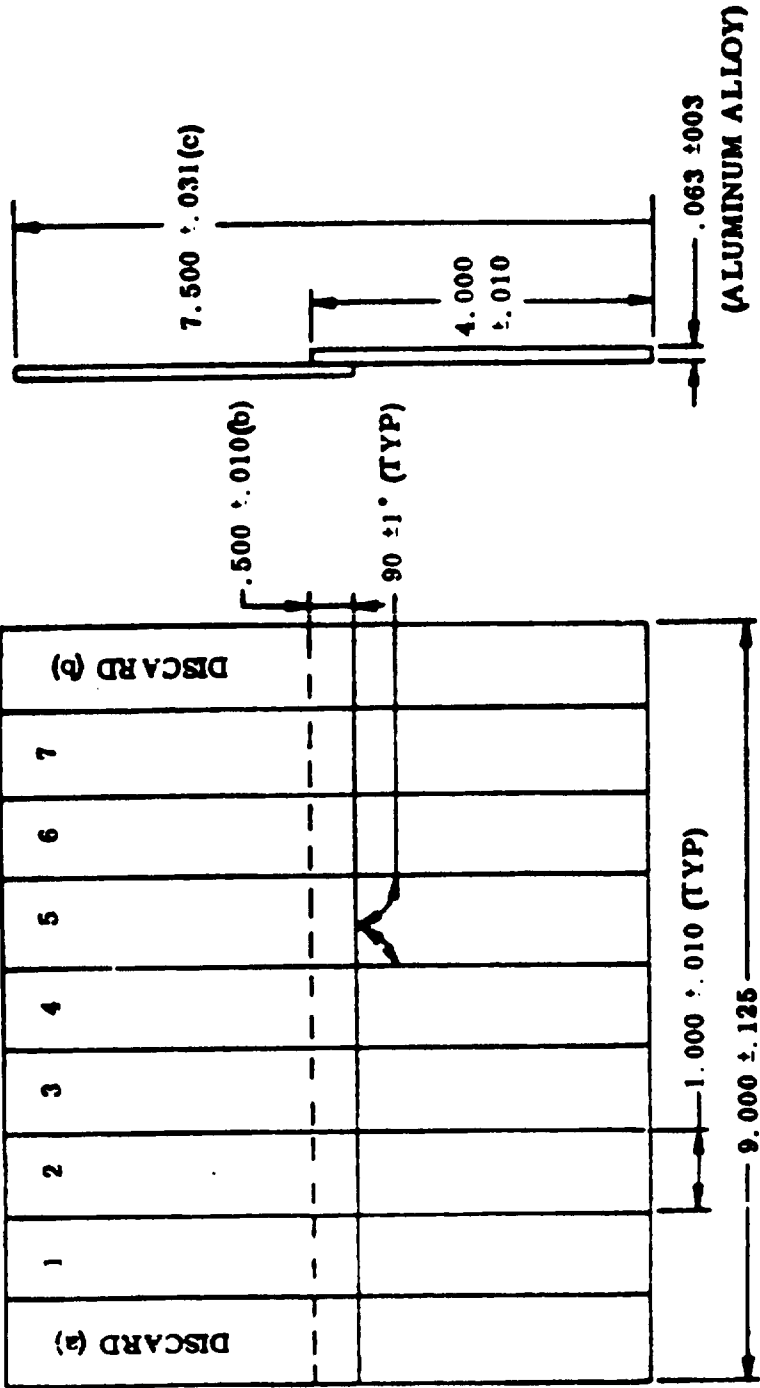 DISCARD (a)
1
2
3
4
5
6
7
DISCARD (b)
.500 ±.010(b)
90 ±1° (TYP)
1.000 ±.010 (TYP)
9.000 ±.125
7.500 ±.031(c)
4.000
±.010
.063 ±003
(ALUMINUM ALLOY)